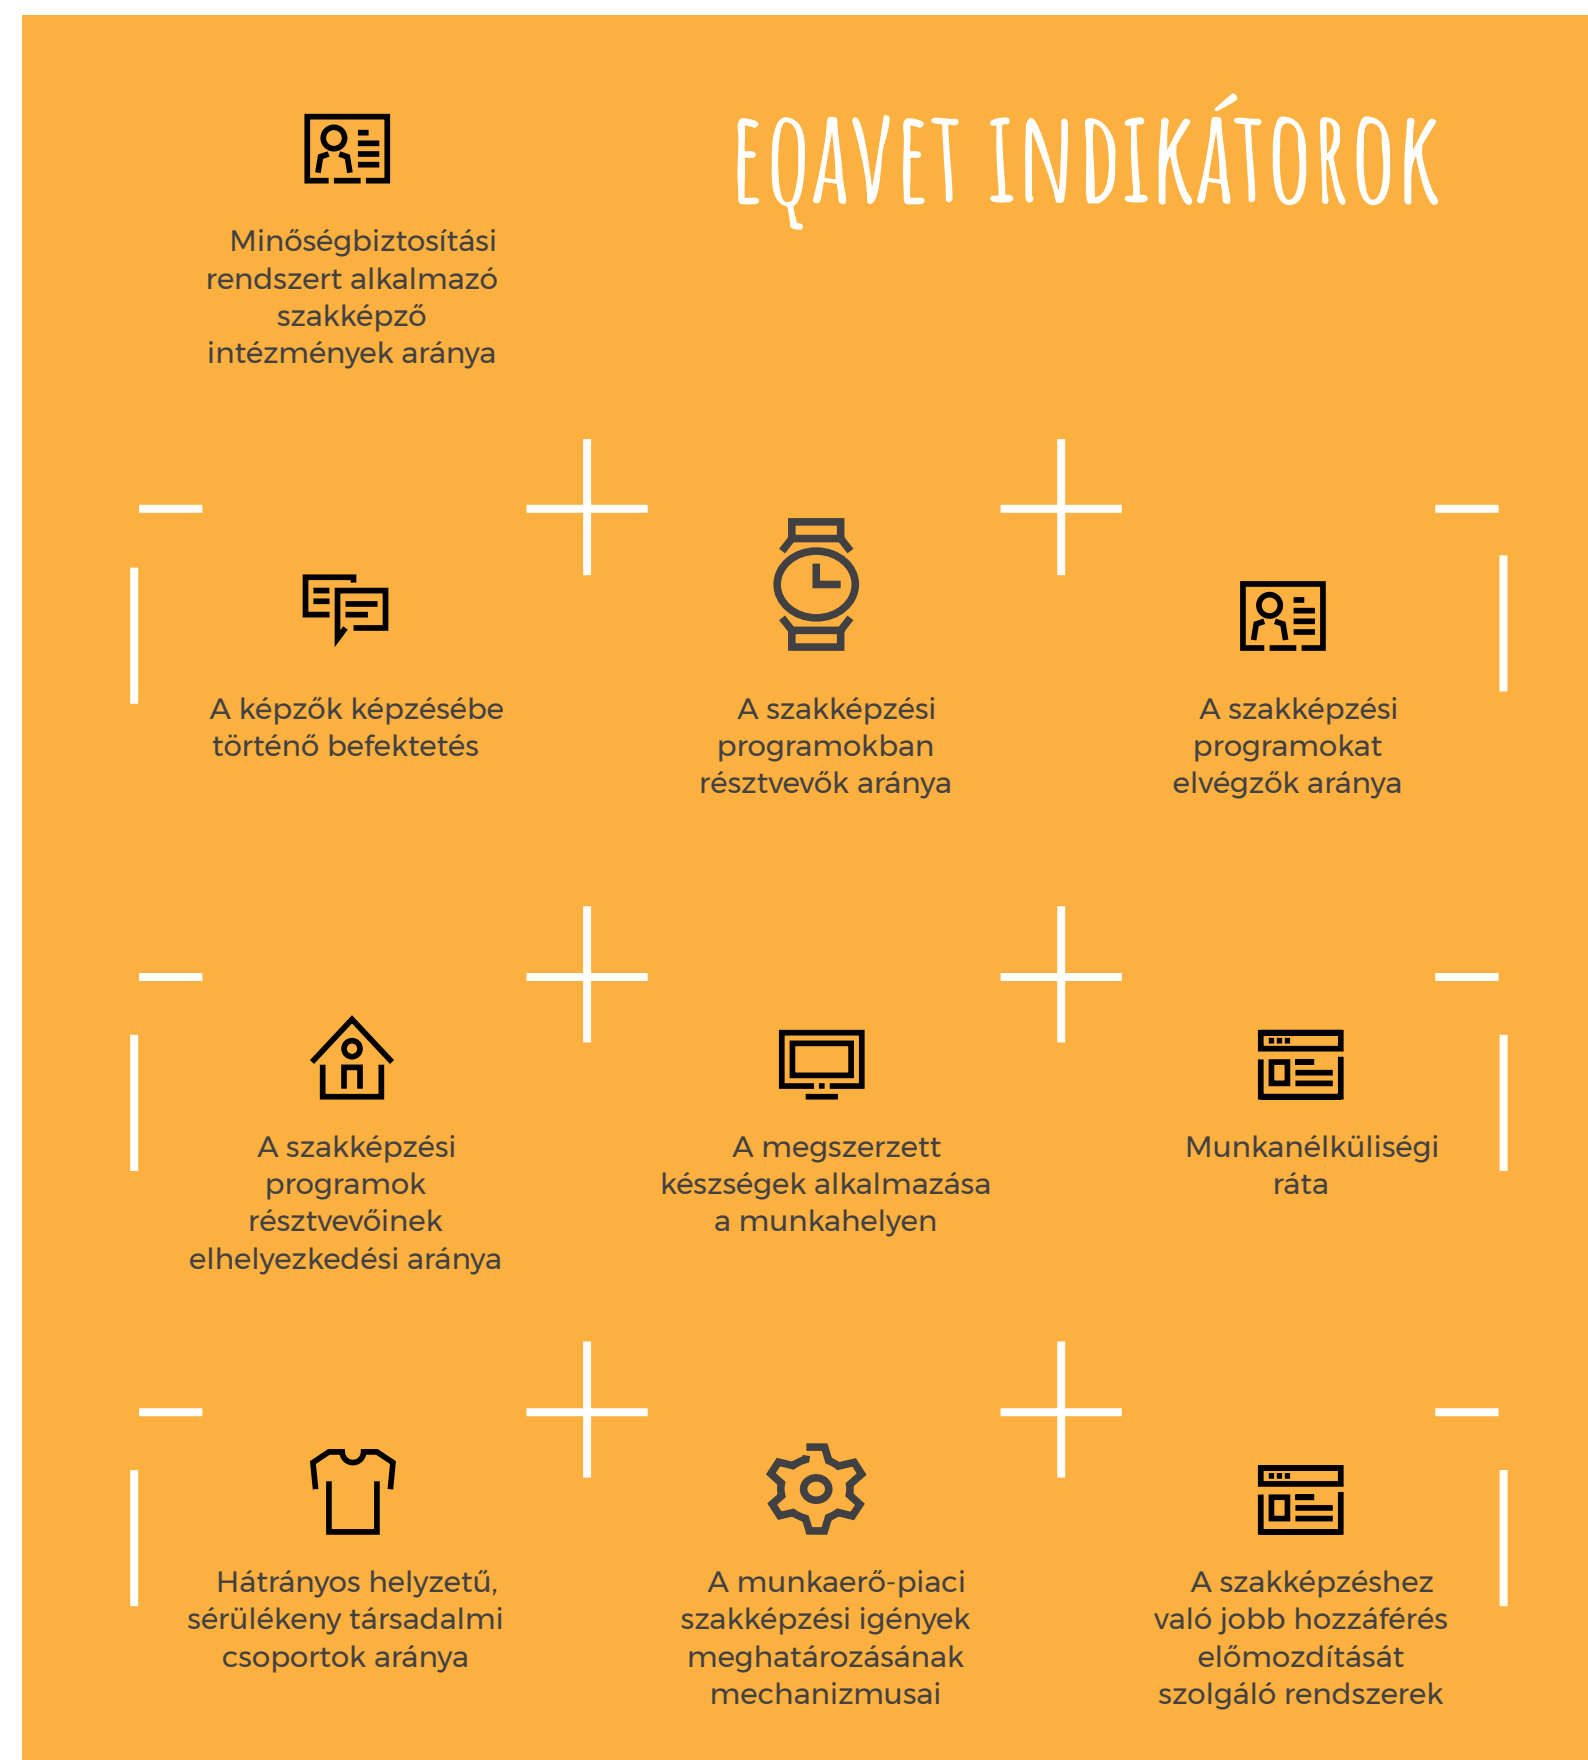 EQAVET INDIKÁTOROK
Minőségbiztosítási
rendszert alkalmazó
szakképző
intézmények aránya
A képzők képzésébe
történő befektetés
A szakképzési
programokban
résztvevők aránya
A szakképzési
programokat
elvégzők aránya
A szakképzési
programok
résztvevőinek
elhelyezkedési aránya
A megszerzett
készségek alkalmazása
a munkahelyen
Munkanélküliségi
ráta
Hátrányos helyzetű,
sérülékeny társadalmi
csoportok aránya
A munkaerő-piaci
szakképzési igények
meghatározásának
mechanizmusai
A szakképzéshez
való jobb hozzáférés
előmozdítását
szolgáló rendszerek